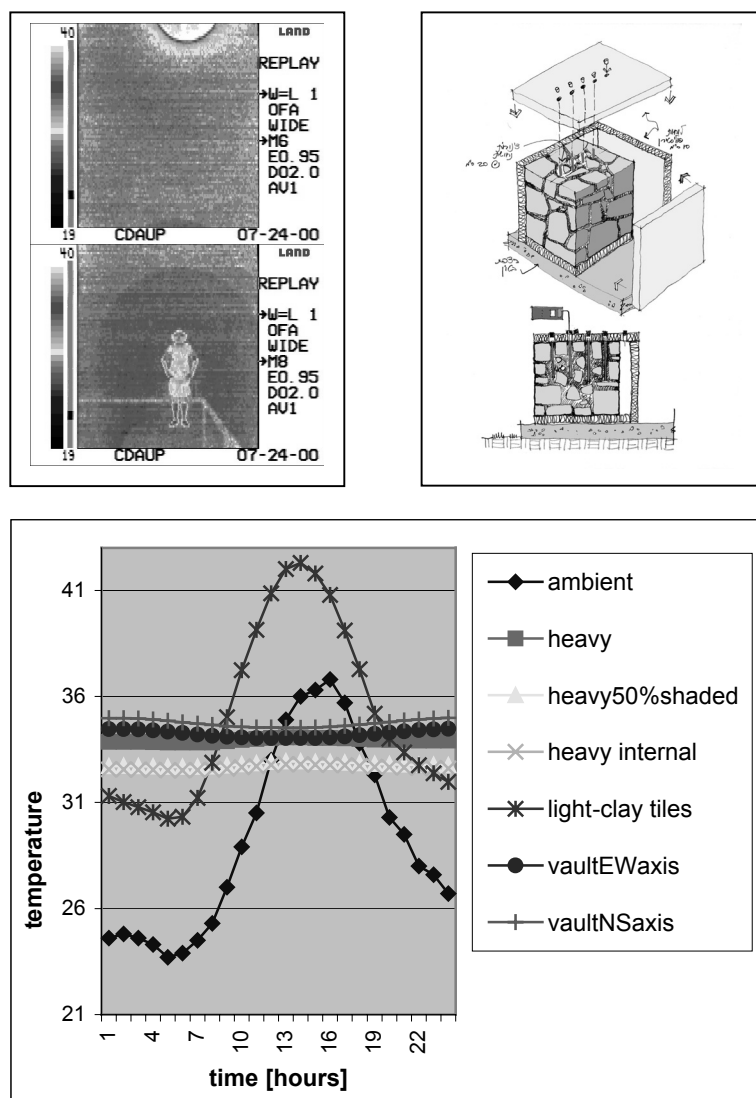 40
LAND
REPLAY
→W=L 1
OFA
WIDE
→M6
E0.95
D02.0
AV1
19
CDAUP
07-24-00
40
LAND
REPLAY
→W=L 1
OFA
WIDE
→M8
E0.95
D02.0
AV1
19
CDAUP
07-24-00
20
temperature
41
36
31
26
21
1
4
7
10
13
16
19
22
time [hours]
ambient
heavy
heavy50%shaded
heavy internal
light-clay tiles
vaultEWaxis
vaultNSaxis